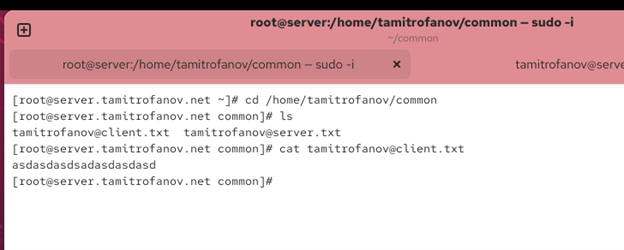 root@server:/home/tamitrofanov/common — sudo -i
~/common
root@server:/home/tamitrofanov/common — sudo -i
tamitrofanov@serve
[root@server.tamitrofanov.net ~]# cd /home/tamitrofanov/common
[root@server.tamitrofanov.net common]# ls
tamitrofanov@client.txt  tamitrofanov@server.txt
[root@server.tamitrofanov.net common]# cat tamitrofanov@client.txt
asdasdasdsadasdasdasd
[root@server.tamitrofanov.net common]#